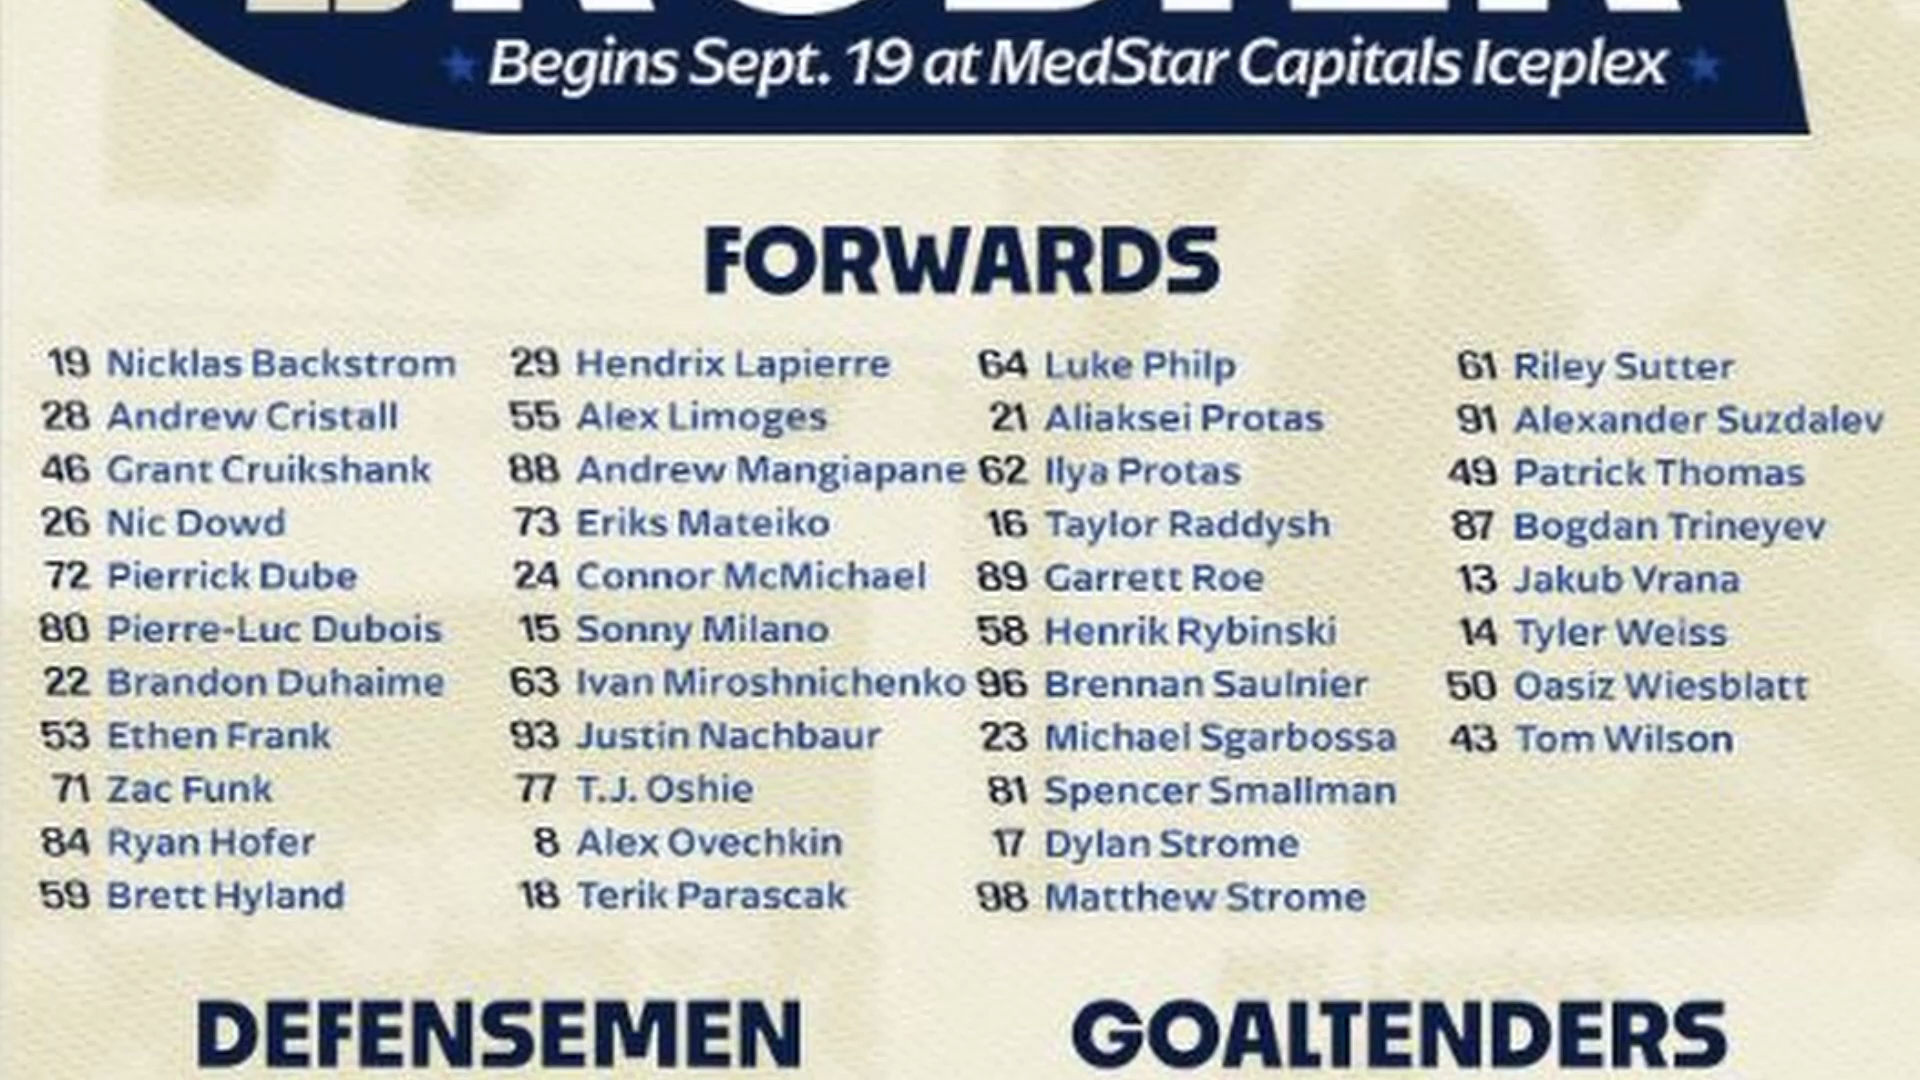 Begins Sept. 19 at MedStar Capitals Iceplex
FORWARDS
19 Nicklas Backstrom
28 Andrew Cristall
46 Grant Cruikshank
26 Nic Dowd
72 Pierrick Dube
80 Pierre-Luc Dubois
22 Brandon Duhaime
53 Ethen Frank
71 Zac Funk
84 Ryan Hofer
59 Brett Hyland
29 Hendrix Lapierre
55 Alex Limoges
88 Andrew Mangiapane
73 Eriks Mateiko
24 Connor McMichael
15 Sonny Milano
63 Ivan Miroshnichenko
93 Justin Nachbaur
77 T.J. Oshie
8 Alex Ovechkin
18 Terik Parascak
64 Luke Philp
21 Aliaksei Protas
62 Ilya Protas
16 Taylor Raddysh
89 Garrett Roe
58 Henrik Rybinski
96 Brennan Saulnier
23 Michael Sgarbossa
81 Spencer Smallman
17 Dylan Strome
98 Matthew Strome
61 Riley Sutter
91 Alexander Suzdalev
49 Patrick Thomas
87 Bogdan Trineyev
13 Jakub Vrana
14 Tyler Weiss
50 Oasiz Wiesblatt
43 Tom Wilson
DEFENSEMEN
GOALTENDERS